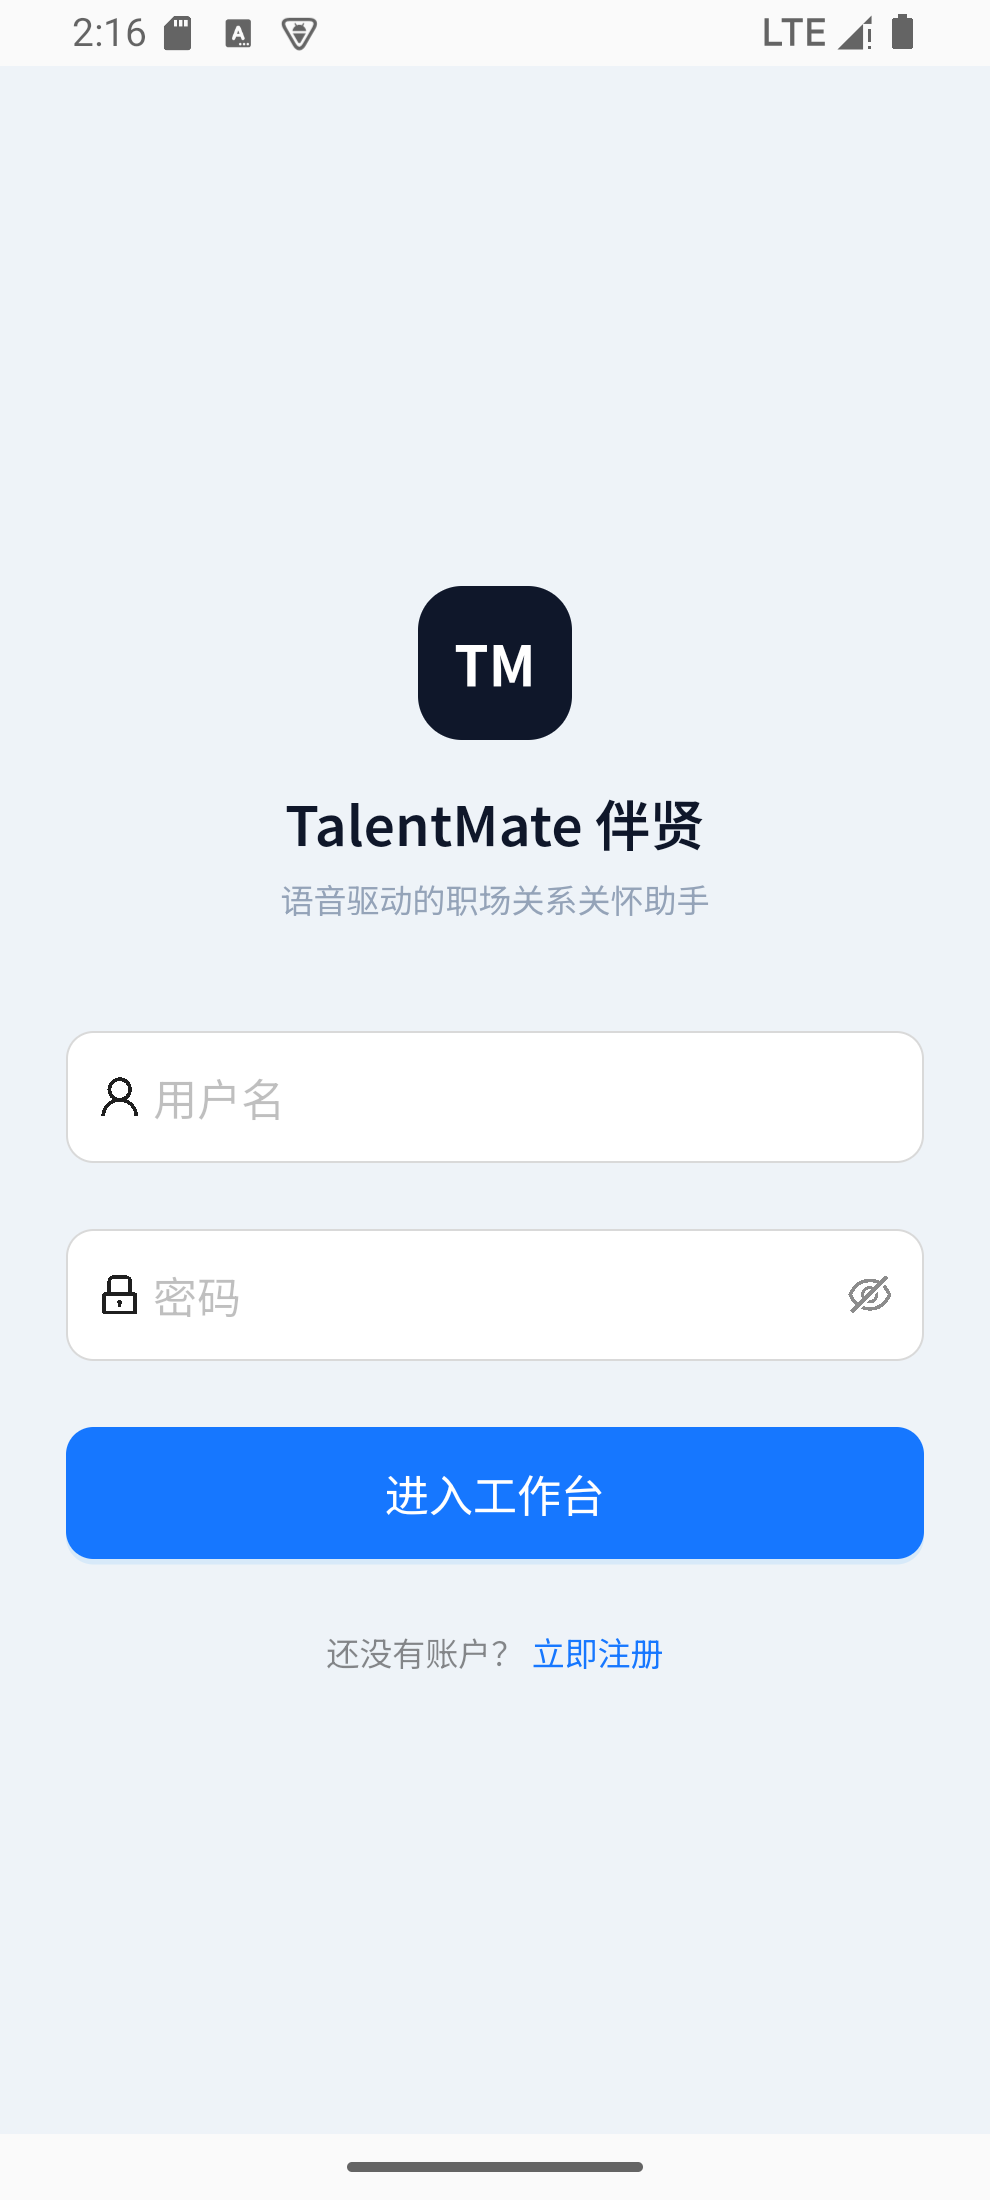 2:16
LTE
TM
TalentMate 伴贤
语音驱动的职场关系关怀助手
用户名
密码
进入工作台
还没有账户？ 立即注册